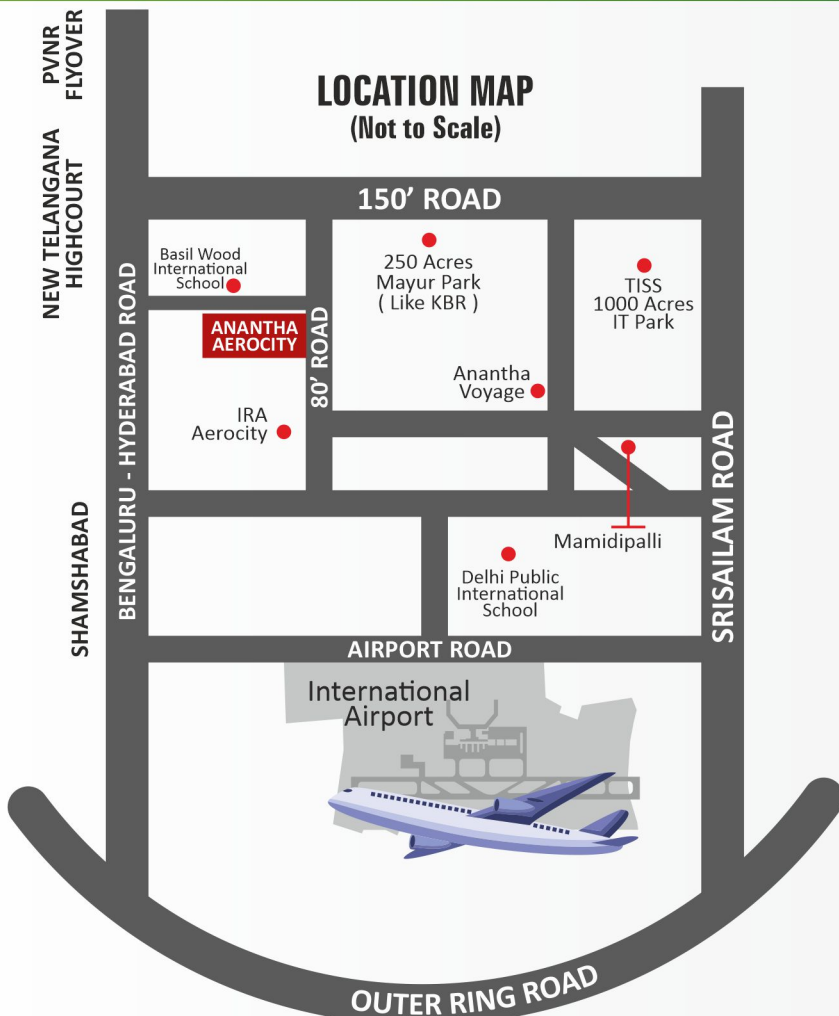 PVNR
FLYOVER
LOCATION MAP
(Not to Scale)
NEW TELANGANA
HIGHCOURT
150' ROAD
Basil Wood
International
School
250 Acres
Mayur Park
( Like KBR )
TISS
1000 Acres
IT Park
ANANTHA
AEROCITY
80' ROAD
BENGALURU - HYDERABAD ROAD
Anantha
Voyage
IRA
Aerocity
SRISAILAM ROAD
SHAMSHABAD
Mamidipalli
Delhi Public
International
School
AIRPORT ROAD
International
Airport
OUTER RING ROAD